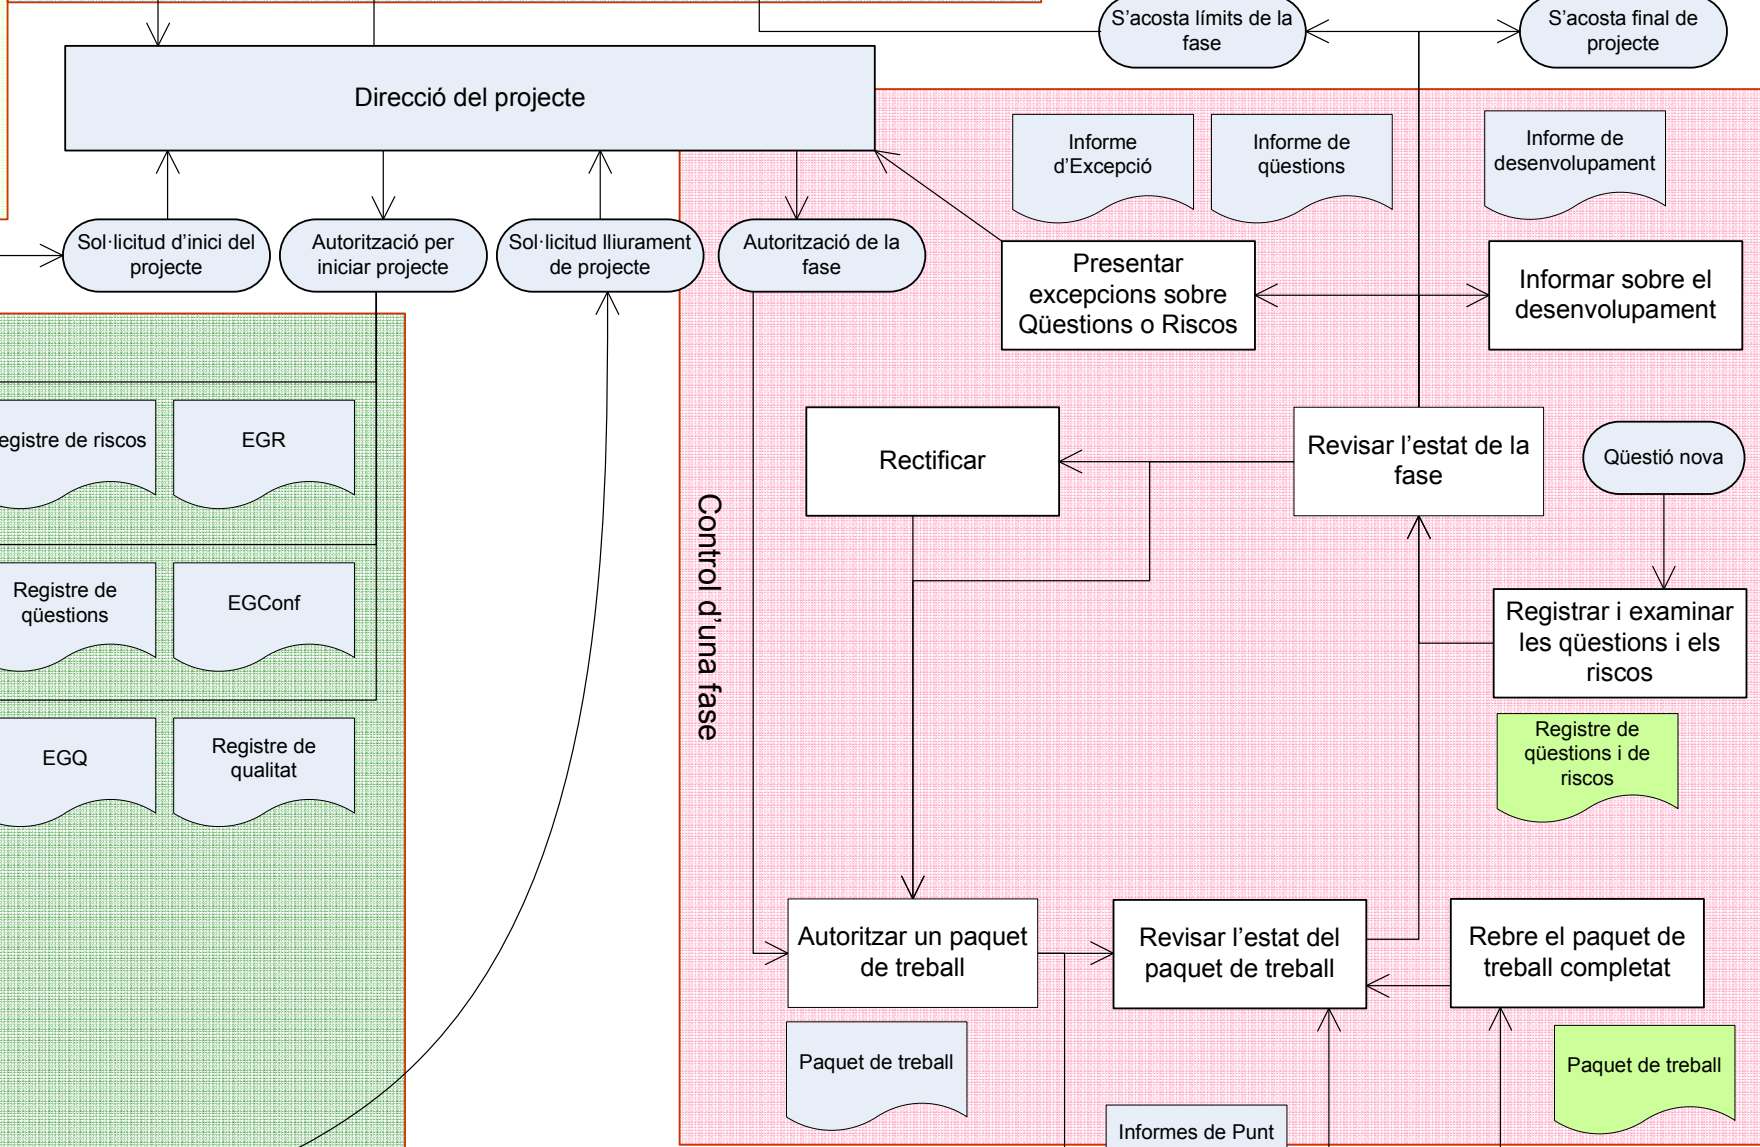 S’acosta límits de la
fase
S’acosta final de
projecte
Direcció del projecte
Informe
d’Excepció
Informe de
qüestions
Informe de
desenvolupament
Sol·licitud d’inici del
projecte
Autorització per
iniciar projecte
Sol·licitud lliurament
de projecte
Autorització de la
fase
Presentar
excepcions sobre
Qüestions o Riscos
Informar sobre el
desenvolupament
egistre de riscos
EGR
Rectificar
Revisar l’estat de la
fase
Qüestió nova
Control d’una fase
Registre de
qüestions
EGConf
Registrar i examinar
les qüestions i els
riscos
EGQ
Registre de
qualitat
Registre de
qüestions i de
riscos
Autoritzar un paquet
de treball
Revisar l’estat del
paquet de treball
Rebre el paquet de
treball completat
Paquet de treball
Paquet de treball
Informes de Punt